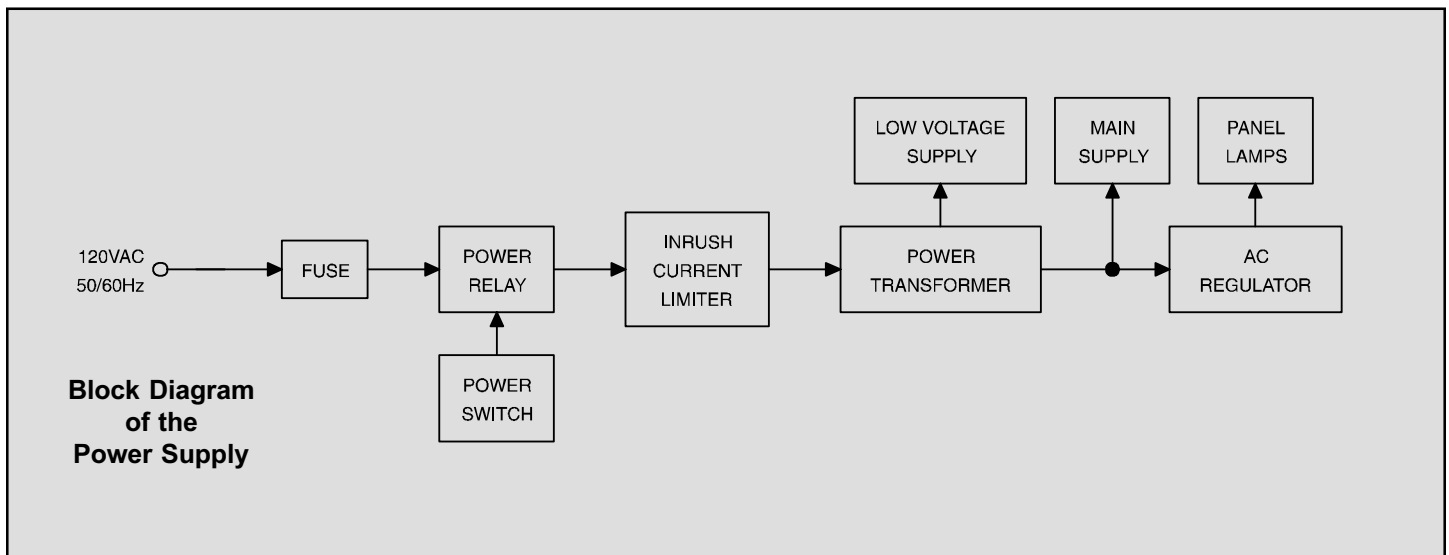 120VAC
50/60Hz
FUSE
POWER
RELAY
POWER
SWITCH
INRUSH
CURRENT
LIMITER
POWER
TRANSFORMER
LOW VOLTAGE
SUPPLY
MAIN
SUPPLY
AC
REGULATOR
PANEL
LAMPS
Block Diagram
of the
Power Supply